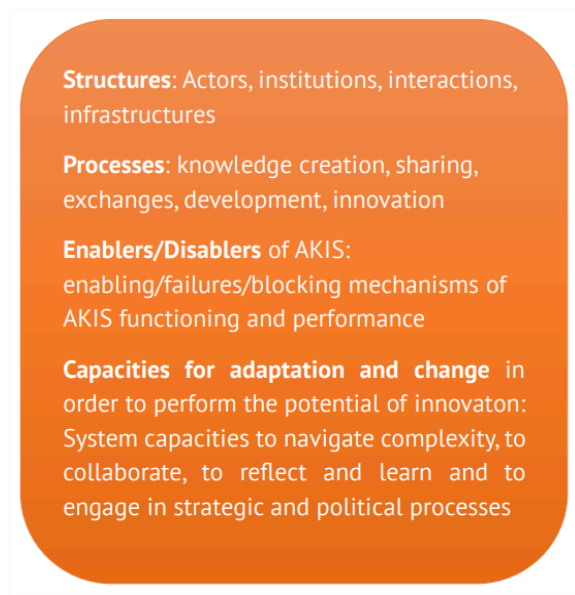 Structures: Actors, institutions, interactions,
infrastructures
Processes: knowledge creation, sharing,
exchanges, development, innovation
Enablers/Disablers of AKIS:
enabling/failures/blocking mechanisms of
AKIS functioning and performance
Capacities for adaptation and change in
order to perform the potential of innovaton:
System capacities to navigate complexity, to
collaborate, to reflect and learn and to
engage in strategic and political processes